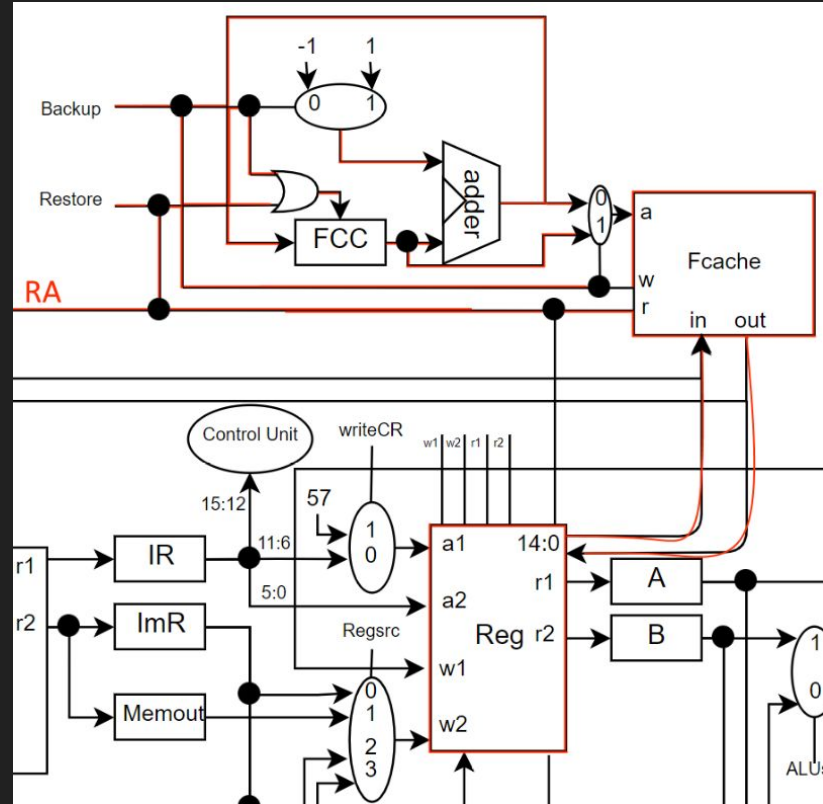 -1 1
Backup
0 1
Restore
adder
0
1
a
FCC
Fcache
w
RA
r
in out
Control Unit
writeCR
w1 w2 r1 r2
15:12
57
1
0
a1
14:0
11:6
IR
r1
r1
A
5:0
a2
r2
ImR
Regsrc
Reg
r2
B
1
0
w1
0
1
2
3
Memout
w2
ALUs